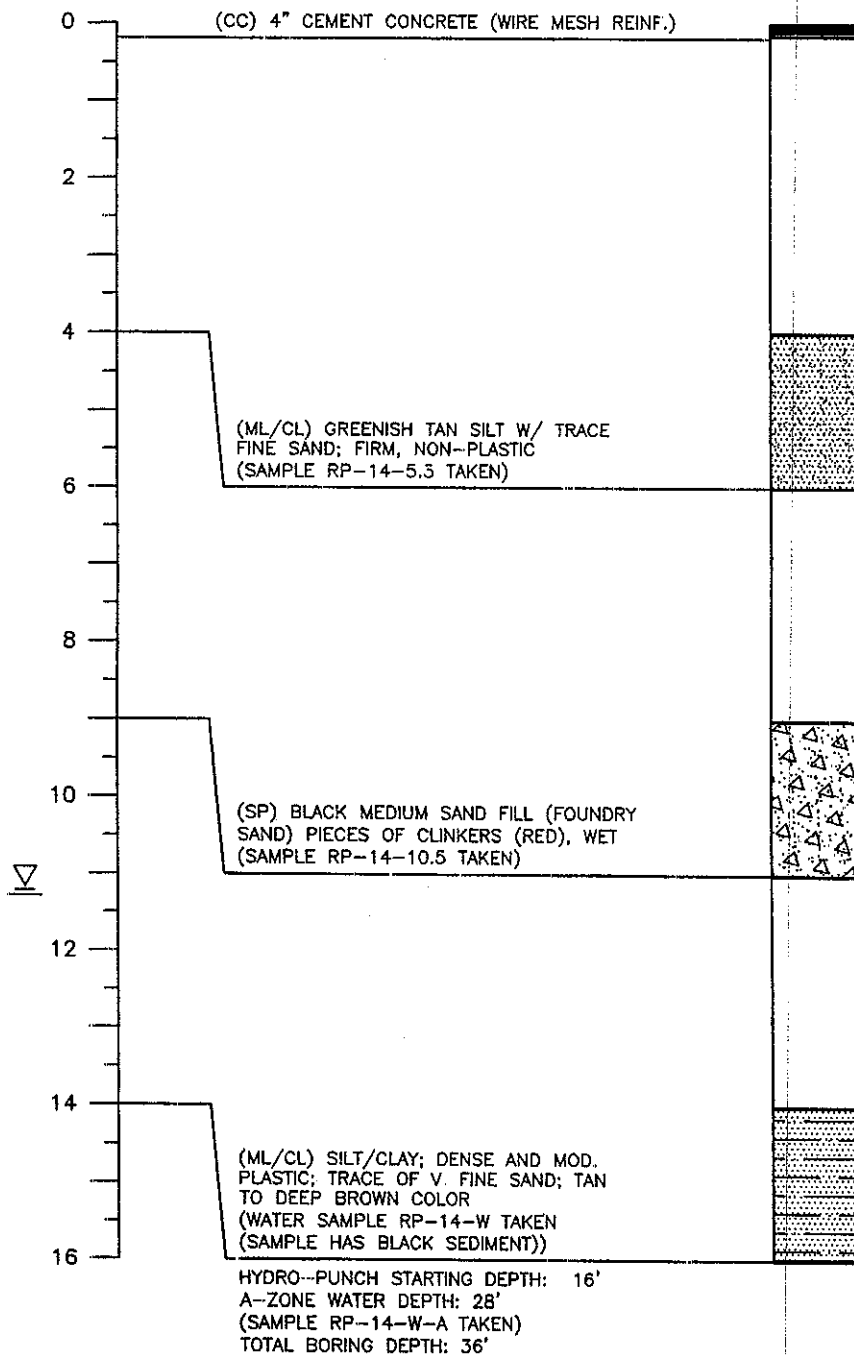 0
(CC) 4" CEMENT CONCRETE (WIRE MESH REINF.)
2
4
(ML/CL) GREENISH TAN SILT W/ TRACE
FINE SAND; FIRM, NON-PLASTIC
(SAMPLE RP-14-5.3 TAKEN)
6
8
10
(SP) BLACK MEDIUM SAND FILL (FOUNDRY
SAND) PIECES OF CLINKERS (RED), WET
(SAMPLE RP-14-10.5 TAKEN)
12
14
(ML/CL) SILT/CLAY; DENSE AND MOD.
PLASTIC; TRACE OF V. FINE SAND; TAN
TO DEEP BROWN COLOR
(WATER SAMPLE RP-14-W TAKEN
(SAMPLE HAS BLACK SEDIMENT))
16
HYDRO-PUNCH STARTING DEPTH: 16'
A-ZONE WATER DEPTH: 28'
(SAMPLE RP-14-W-A TAKEN)
TOTAL BORING DEPTH: 36'